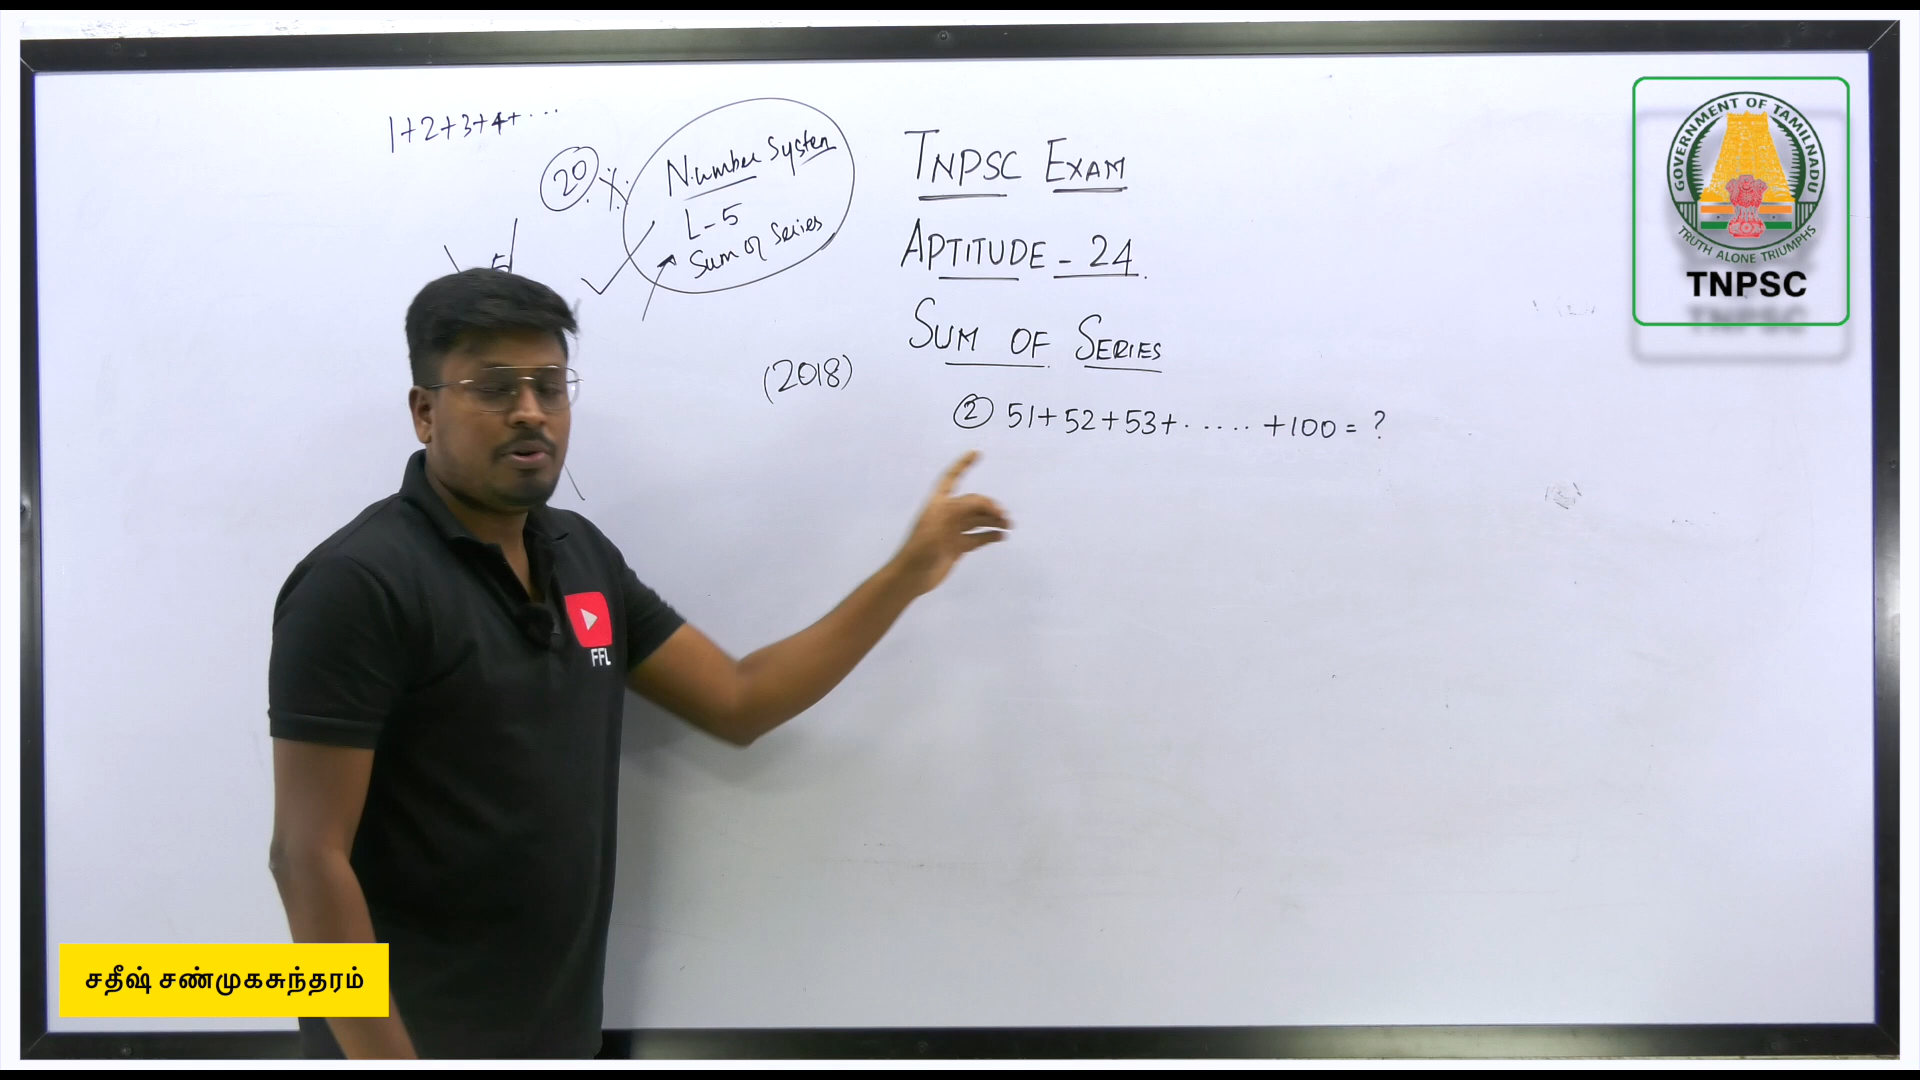 1+2+3+4+...
20
Number System
L-5
Sum of Series
TNPSC EXAM
APTITUDE - 24
SUM OF SERIES
(2018)
② 51+52+53+.....+100= ?
GOVERNMENT OF TAMILNADU
TRUTH ALONE TRIUMPHS
TNPSC
FFL
சதீஷ் சண்முகசுந்தரம்